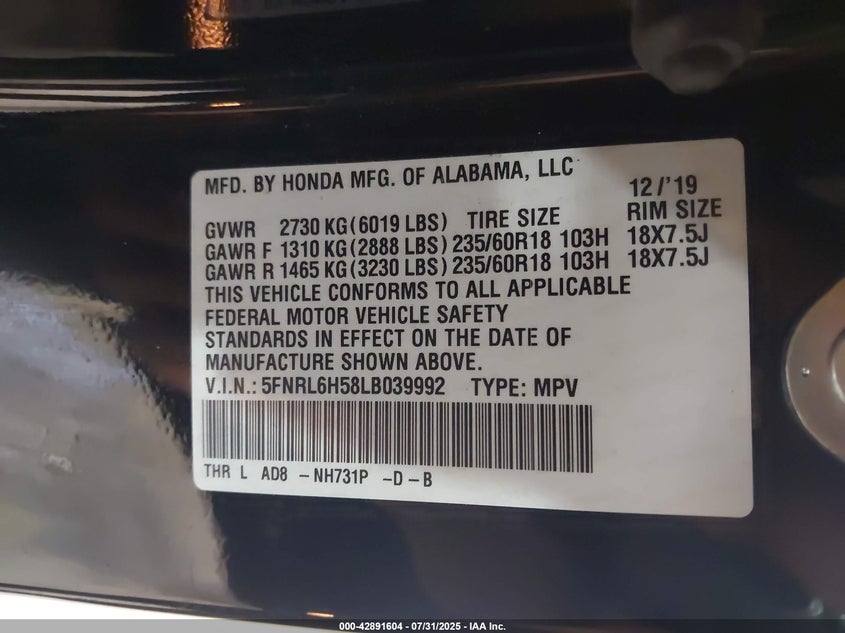 MFD. BY HONDA MFG. OF ALABAMA, LLC 12/'19
GVWR 2730 KG(6019 LBS) TIRE SIZE RIM SIZE
GAWR F 1310 KG(2888 LBS) 235/60R18 103H 18X7.5J
GAWR R 1465 KG(3230 LBS) 235/60R18 103H 18X7.5J
THIS VEHICLE CONFORMS TO ALL APPLICABLE
FEDERAL MOTOR VEHICLE SAFETY
STANDARDS IN EFFECT ON THE DATE OF
MANUFACTURE SHOWN ABOVE.
V.I.N.: 5FNRL6H58LB039992 TYPE: MPV
THR L AD8 -NH731P -D-B
000-42891604 - 07/31/2025 - IAA Inc.